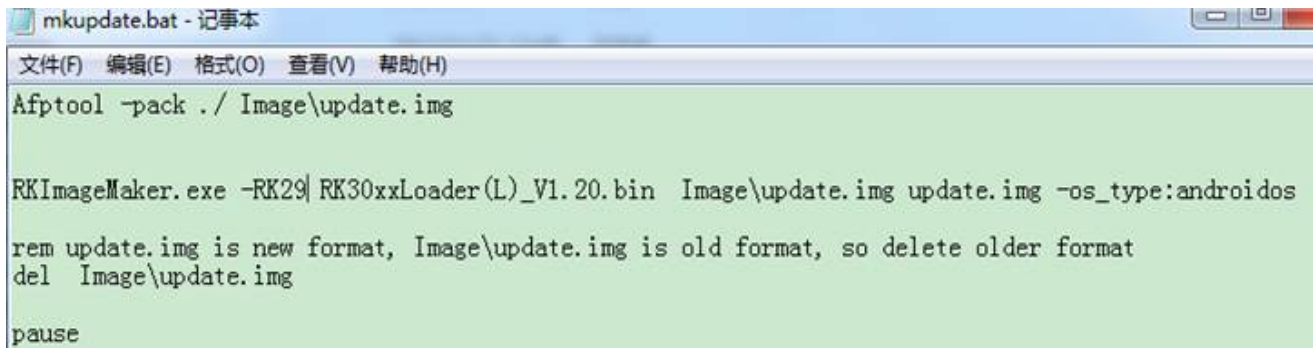 mkupdate.bat - 记事本
文件(F) 编辑(E) 格式(O) 查看(V) 帮助(H)
Afptool -pack ./ Image\update.img
RKImageMaker.exe -RK29 RK30xxLoader(L)_V1.20.bin  Image\update.img update.img -os_type:androidos
rem update.img is new format, Image\update.img is old format, so delete older format
del  Image\update.img
pause